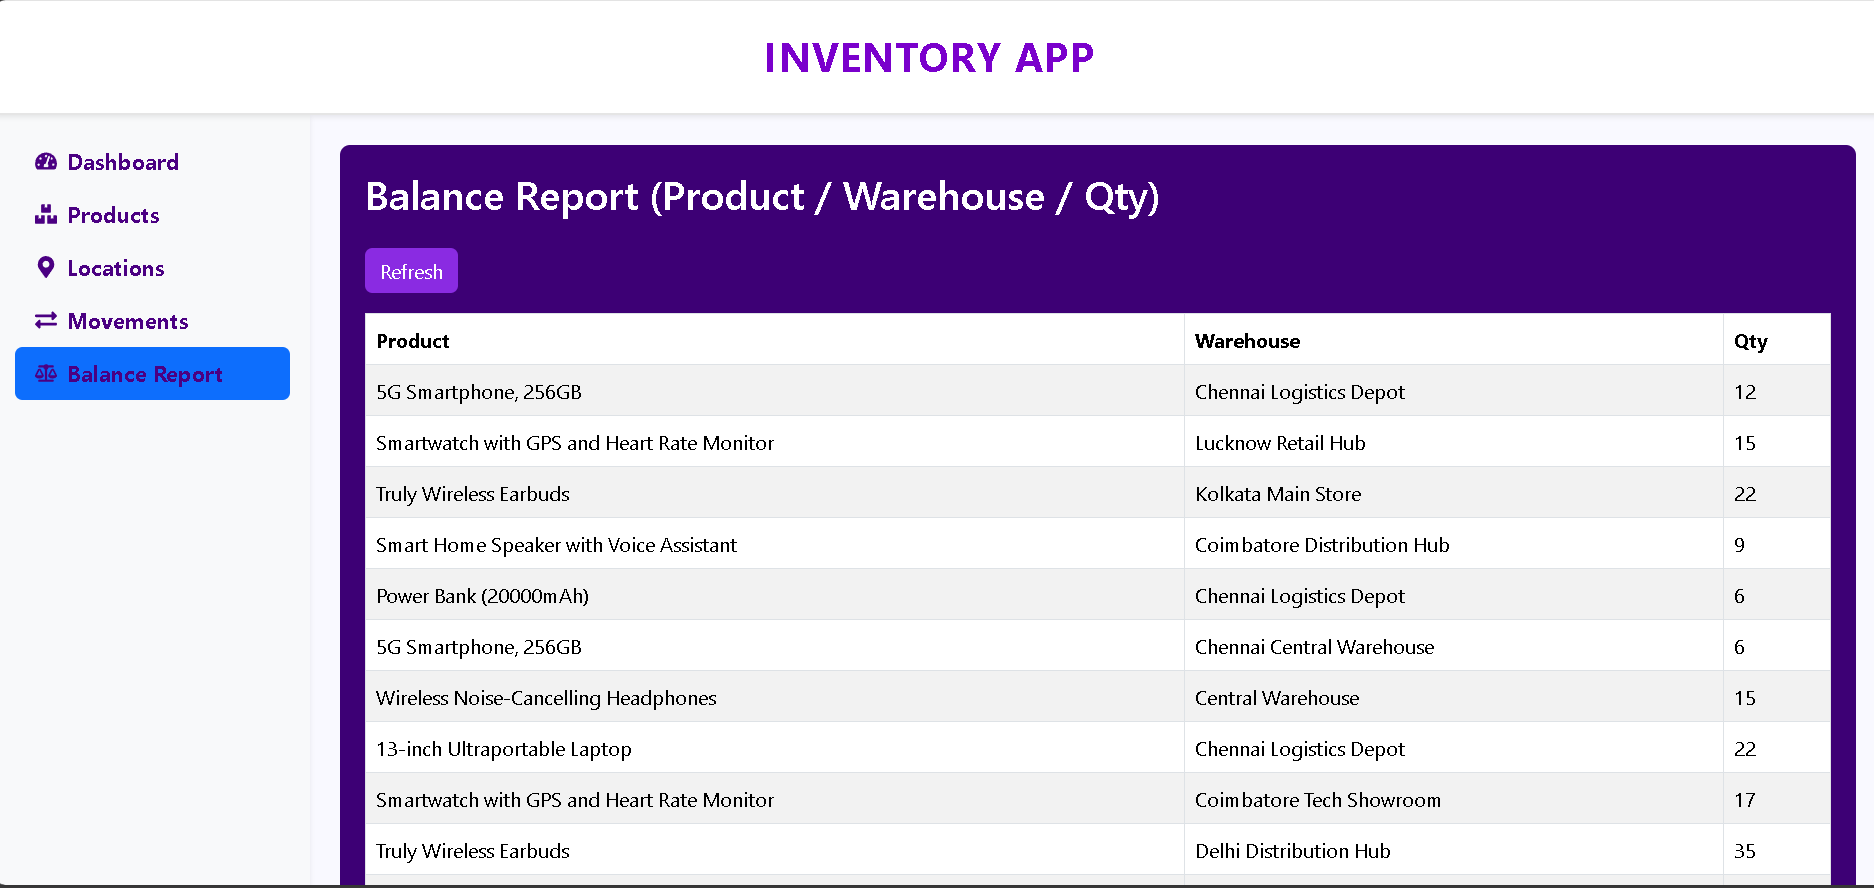 INVENTORY APP
Dashboard
Products
Locations
Movements
Balance Report
Balance Report (Product / Warehouse / Qty)
Refresh
Product Warehouse Qty
5G Smartphone, 256GB Chennai Logistics Depot 12
Smartwatch with GPS and Heart Rate Monitor Lucknow Retail Hub 15
Truly Wireless Earbuds Kolkata Main Store 22
Smart Home Speaker with Voice Assistant Coimbatore Distribution Hub 9
Power Bank (20000mAh) Chennai Logistics Depot 6
5G Smartphone, 256GB Chennai Central Warehouse 6
Wireless Noise-Cancelling Headphones Central Warehouse 15
13-inch Ultraportable Laptop Chennai Logistics Depot 22
Smartwatch with GPS and Heart Rate Monitor Coimbatore Tech Showroom 17
Truly Wireless Earbuds Delhi Distribution Hub 35